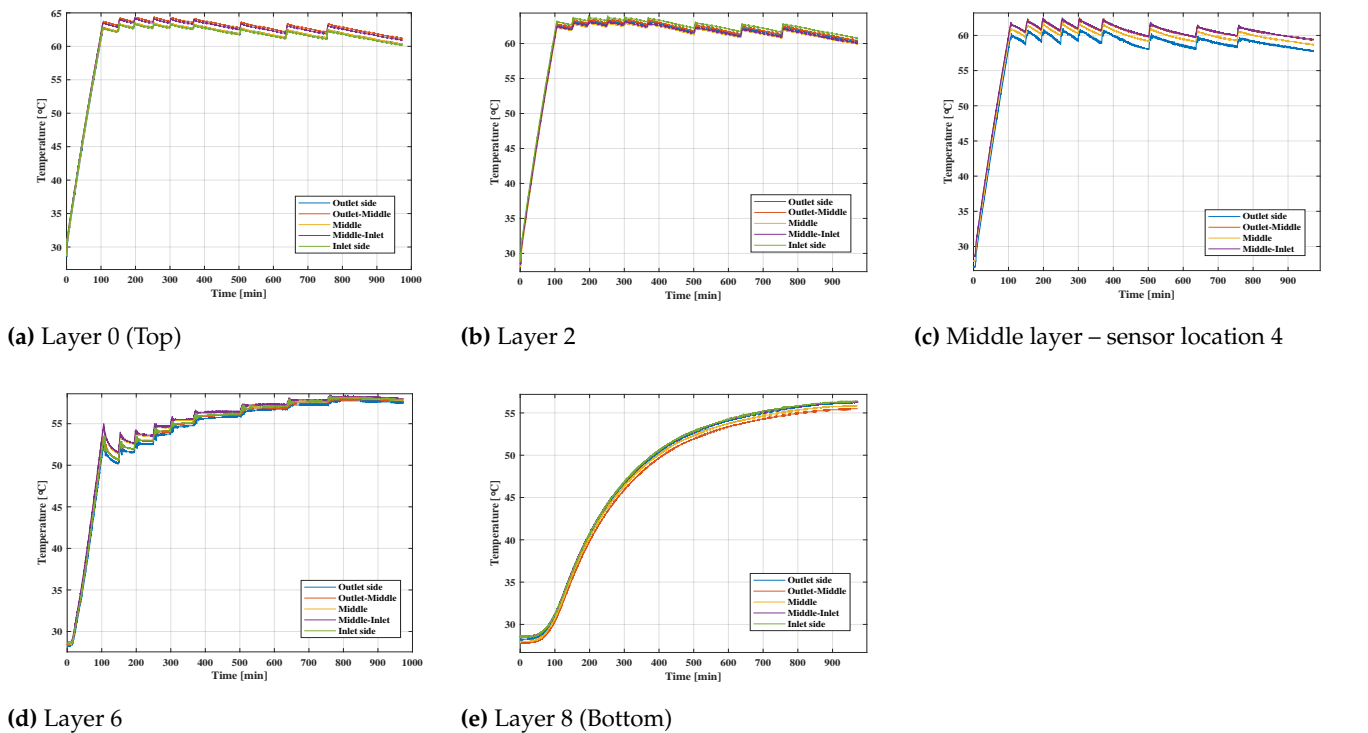 65
60
55
50
45
40
35
30
Temperature [°C]
0 100 200 300 400 500 600 700 800 900 1000
Time [min]
Outlet side
Outlet-Middle
Middle
Middle-Inlet
Inlet side
(a) Layer 0 (Top)
60
55
50
45
40
35
30
Temperature [°C]
0 100 200 300 400 500 600 700 800 900
Time [min]
Outlet side
Outlet-Middle
Middle
Middle-Inlet
Inlet side
(b) Layer 2
60
55
50
45
40
35
30
Temperature [°C]
0 100 200 300 400 500 600 700 800 900
Time [min]
Outlet side
Outlet-Middle
Middle
Middle-Inlet
(c) Middle layer – sensor location 4
55
50
45
40
35
30
Temperature [°C]
0 100 200 300 400 500 600 700 800 900 1000
Time [min]
Outlet side
Outlet-Middle
Middle
Middle-Inlet
Inlet side
(d) Layer 6
55
50
45
40
35
30
Temperature [°C]
0 100 200 300 400 500 600 700 800 900
Time [min]
Outlet side
Outlet-Middle
Middle
Middle-Inlet
Inlet side
(e) Layer 8 (Bottom)